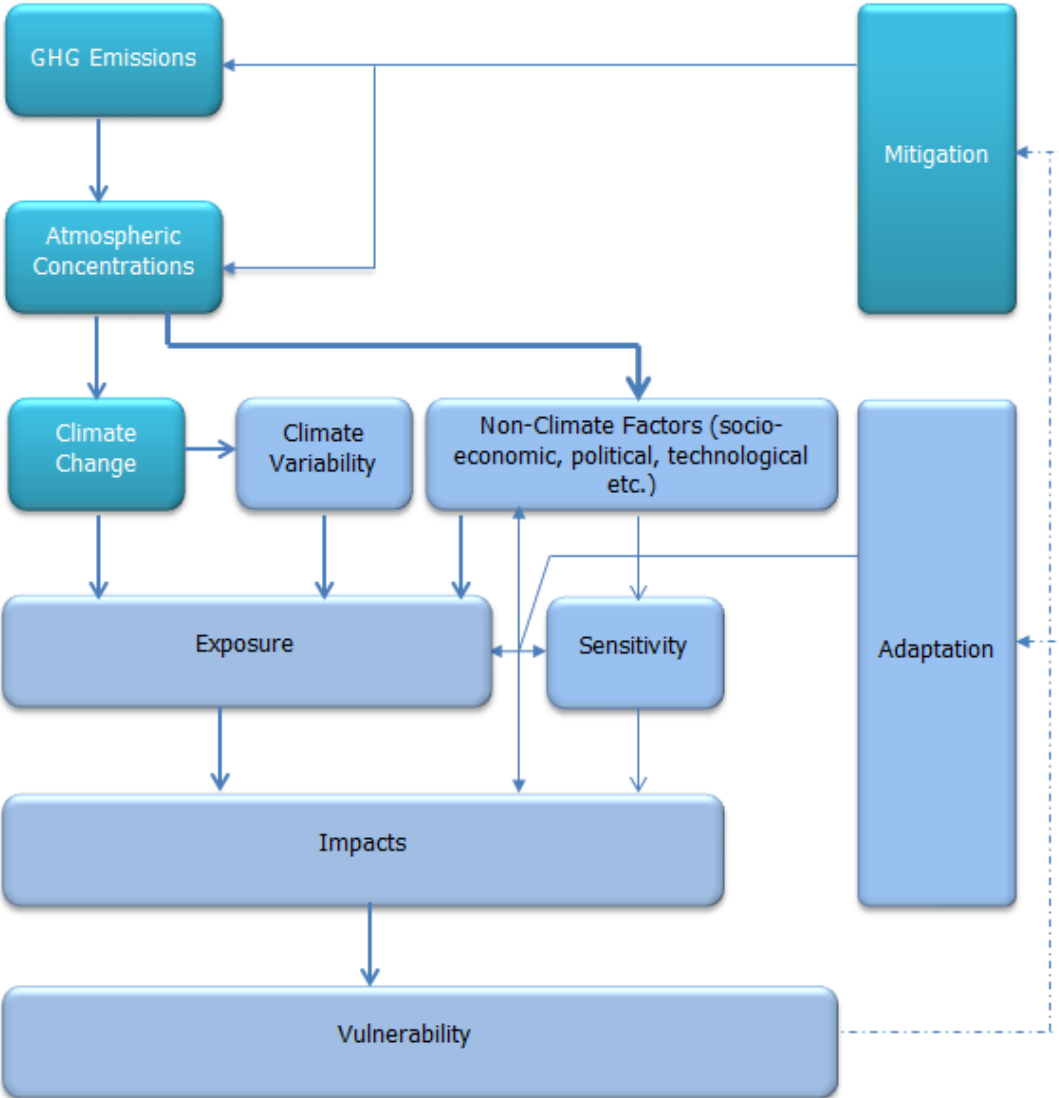 GHG Emissions
Mitigation
Atmospheric
Concentrations
Climate
Change
Climate
Variability
Non-Climate Factors (socio-
economic, political, technological
etc.)
Exposure
Sensitivity
Adaptation
Impacts
Vulnerability